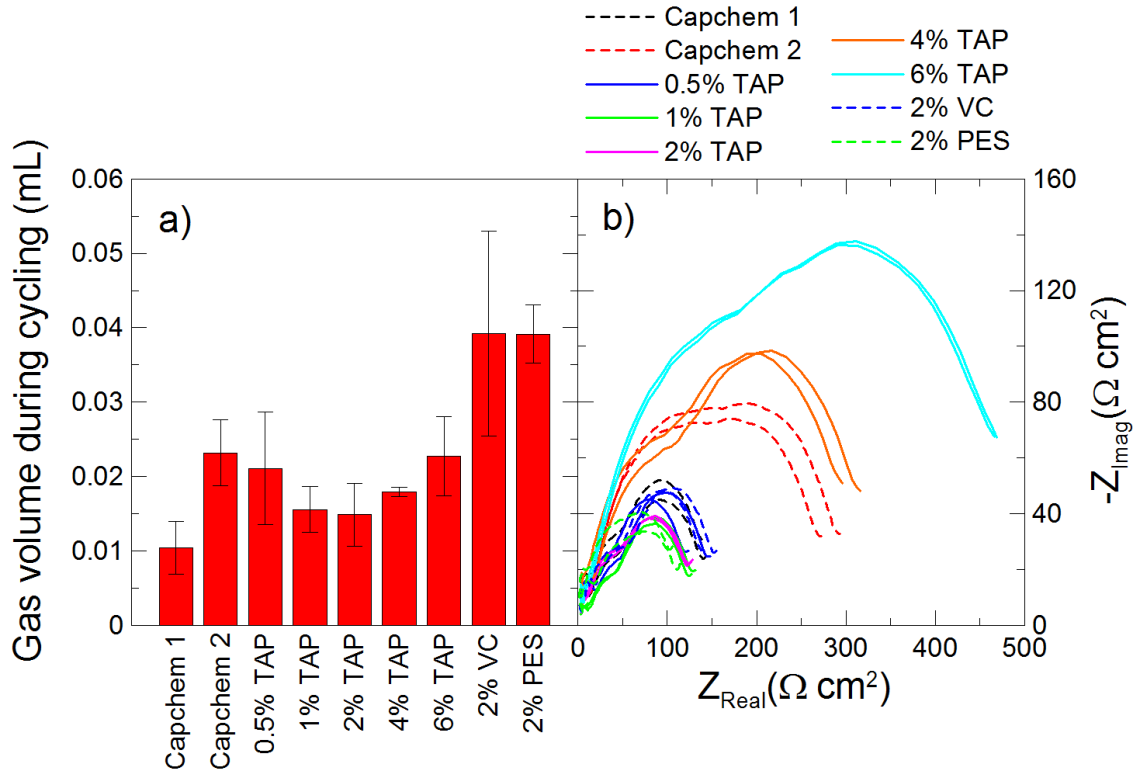 Capchem 1
Capchem 2
0.5% TAP
1% TAP
2% TAP
4% TAP
6% TAP
2% VC
2% PES
Gas volume during cycling (mL)
0.06
0.05
0.04
0.03
0.02
0.01
0
a)
Capchem 1
Capchem 2
0.5% TAP
1% TAP
2% TAP
4% TAP
6% TAP
2% VC
2% PES
b)
160
120
80
40
0
-Z_Imag(Ω cm²)
0 100 200 300 400 500
Z_Real(Ω cm²)